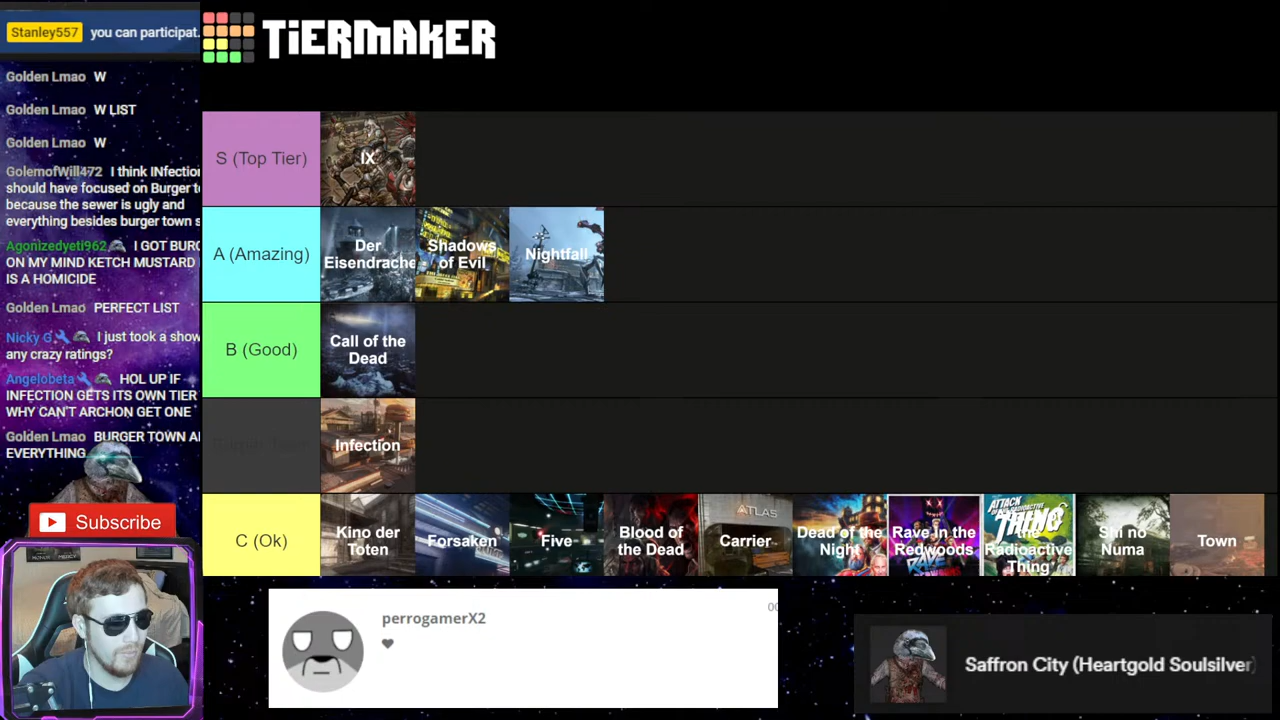 Stanley557 you can participat.
Golden Lmao W
Golden Lmao W LIST
Golden Lmao W
GolemofWill472 I think INfection
should have focused on Burger to
because the sewer is ugly and
everything besides burger town s
Agonizedyeti962 I GOT BURG
ON MY MIND KETCH MUSTARD
IS A HOMICIDE
Golden Lmao PERFECT LIST
Nicky G I just took a show
any crazy ratings?
Angelobeta HOL UP IF
INFECTION GETS ITS OWN TIER
WHY CAN'T ARCHON GET ONE
Golden Lmao BURGER TOWN A
EVERYTHING
Subscribe
TIERMAKER
S (Top Tier)
IX
A (Amazing)
Der
Eisendrache
Shadows
of Evil
Nightfall
B (Good)
Call of the
Dead
Infection
C (Ok)
Kino der
Toten
Forsaken
Five
Blood of
the Dead
ATLAS
Carrier
Dead of the
Night
Rave In the
Redwoods
ATTACK
OF THE RADIOACTIVE
THING
the
Radioactive
Thing
Shi no
Numa
Town
perrogamerX2
❤
00
Saffron City (Heartgold Soulsilver)